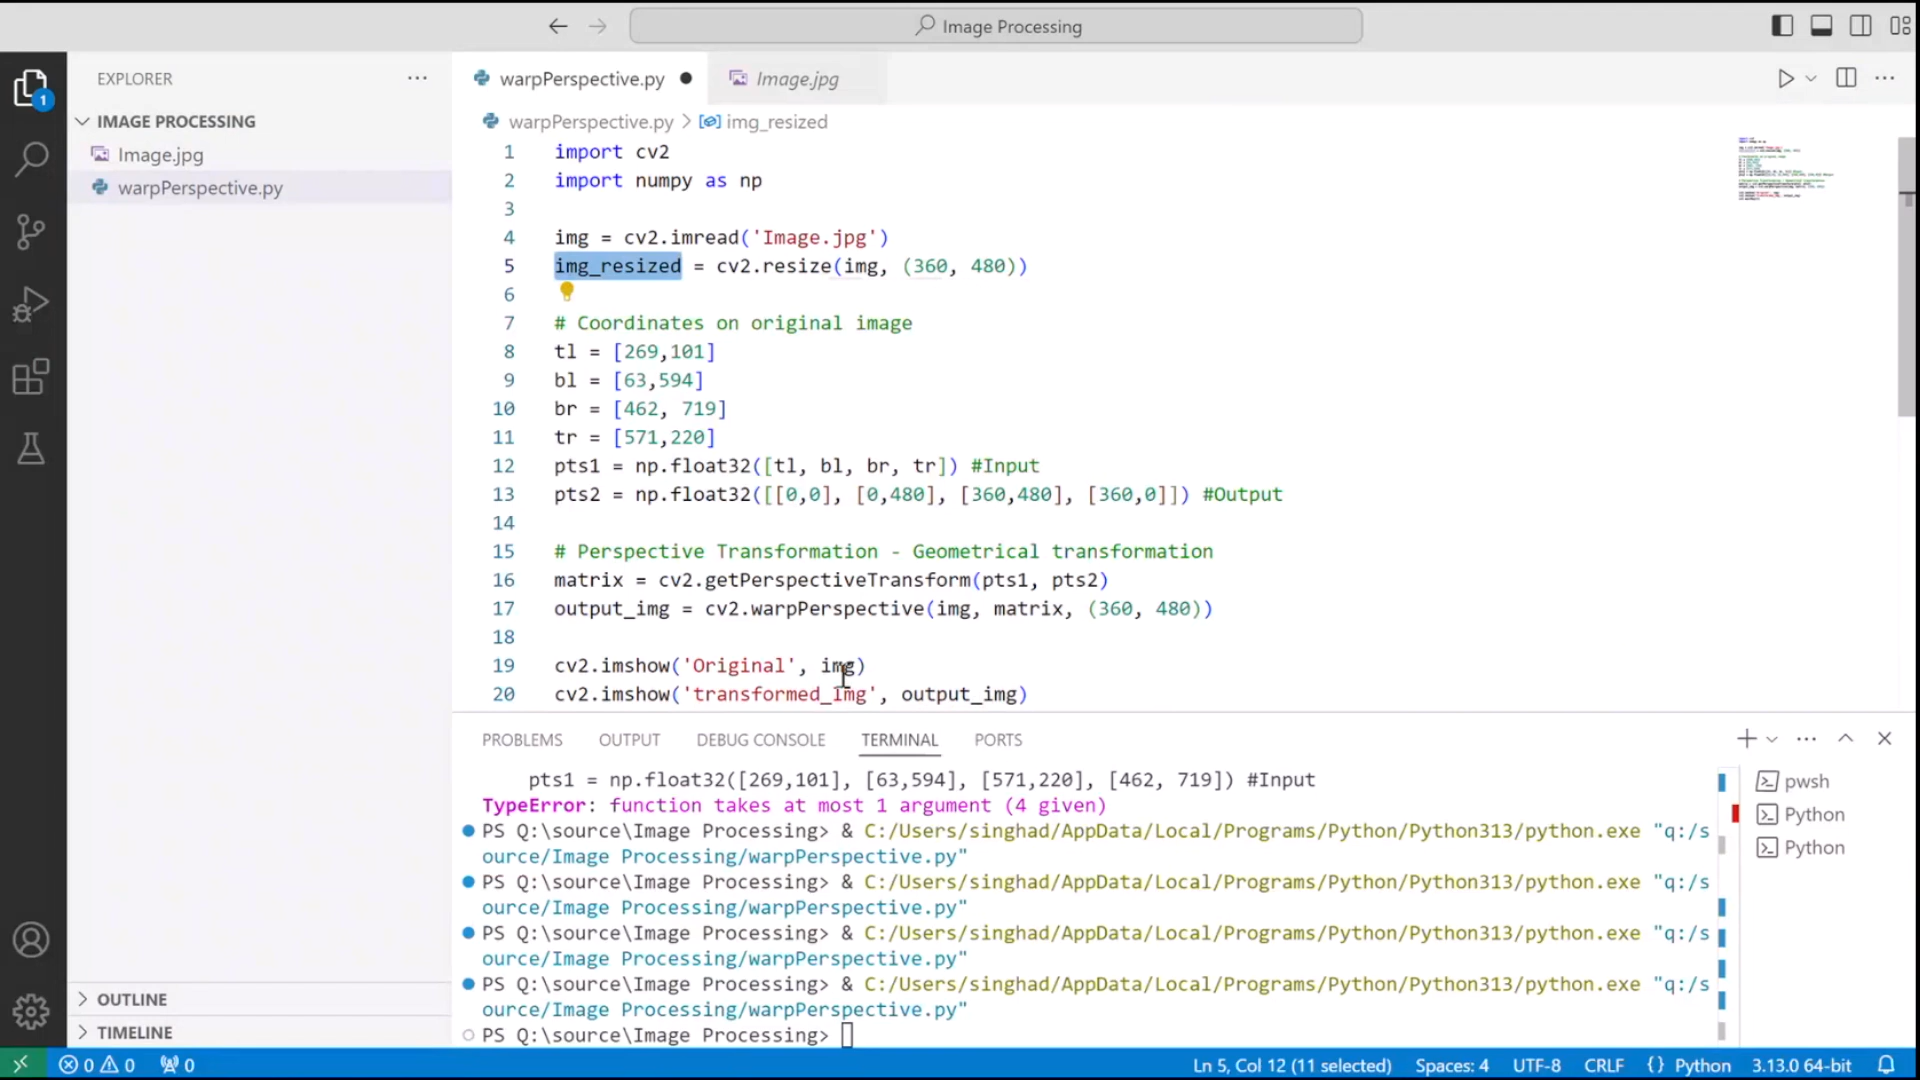 Image Processing
EXPLORER
IMAGE PROCESSING
Image.jpg
warpPerspective.py
OUTLINE
TIMELINE
1
warpPerspective.py
Image.jpg
warpPerspective.py > img_resized
1 import cv2
2 import numpy as np
3
4 img = cv2.imread('Image.jpg')
5 img_resized = cv2.resize(img, (360, 480))
6
7 # Coordinates on original image
8 tl = [269,101]
9 bl = [63,594]
10 br = [462, 719]
11 tr = [571,220]
12 pts1 = np.float32([tl, bl, br, tr]) #Input
13 pts2 = np.float32([[0,0], [0,480], [360,480], [360,0]]) #Output
14
15 # Perspective Transformation - Geometrical transformation
16 matrix = cv2.getPerspectiveTransform(pts1, pts2)
17 output_img = cv2.warpPerspective(img, matrix, (360, 480))
18
19 cv2.imshow('Original', img)
20 cv2.imshow('transformed_img', output_img)
PROBLEMS OUTPUT DEBUG CONSOLE TERMINAL PORTS
pts1 = np.float32([269,101], [63,594], [571,220], [462, 719]) #Input
TypeError: function takes at most 1 argument (4 given)
PS Q:\source\Image Processing> & C:/Users/singhad/AppData/Local/Programs/Python/Python313/python.exe "q:/s
ource/Image Processing/warpPerspective.py"
PS Q:\source\Image Processing> & C:/Users/singhad/AppData/Local/Programs/Python/Python313/python.exe "q:/s
ource/Image Processing/warpPerspective.py"
PS Q:\source\Image Processing> & C:/Users/singhad/AppData/Local/Programs/Python/Python313/python.exe "q:/s
ource/Image Processing/warpPerspective.py"
PS Q:\source\Image Processing> & C:/Users/singhad/AppData/Local/Programs/Python/Python313/python.exe "q:/s
ource/Image Processing/warpPerspective.py"
PS Q:\source\Image Processing>
pwsh
Python
Python
0 0 0
Ln 5, Col 12 (11 selected) Spaces: 4 UTF-8 CRLF {} Python 3.13.0 64-bit